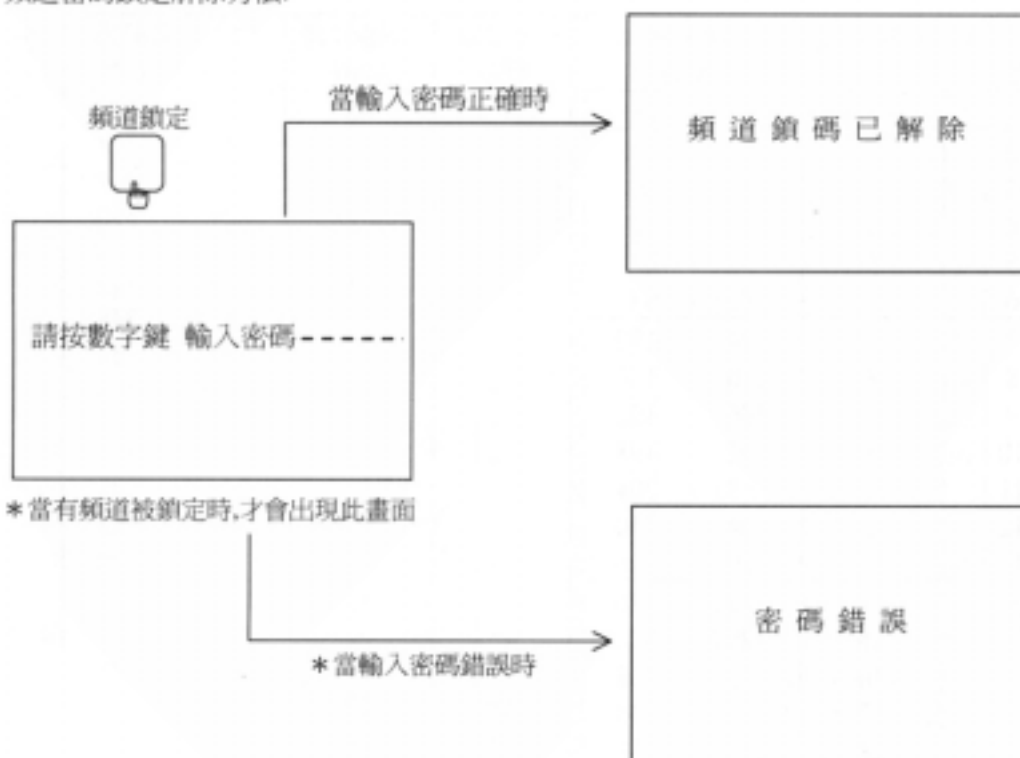 頻道鎖定
當輸入密碼正確時
頻道鎖碼已解除
請按數字鍵 輸入密碼-----
*當有頻道被鎖定時,才會出現此畫面
*當輸入密碼錯誤時
密碼錯誤